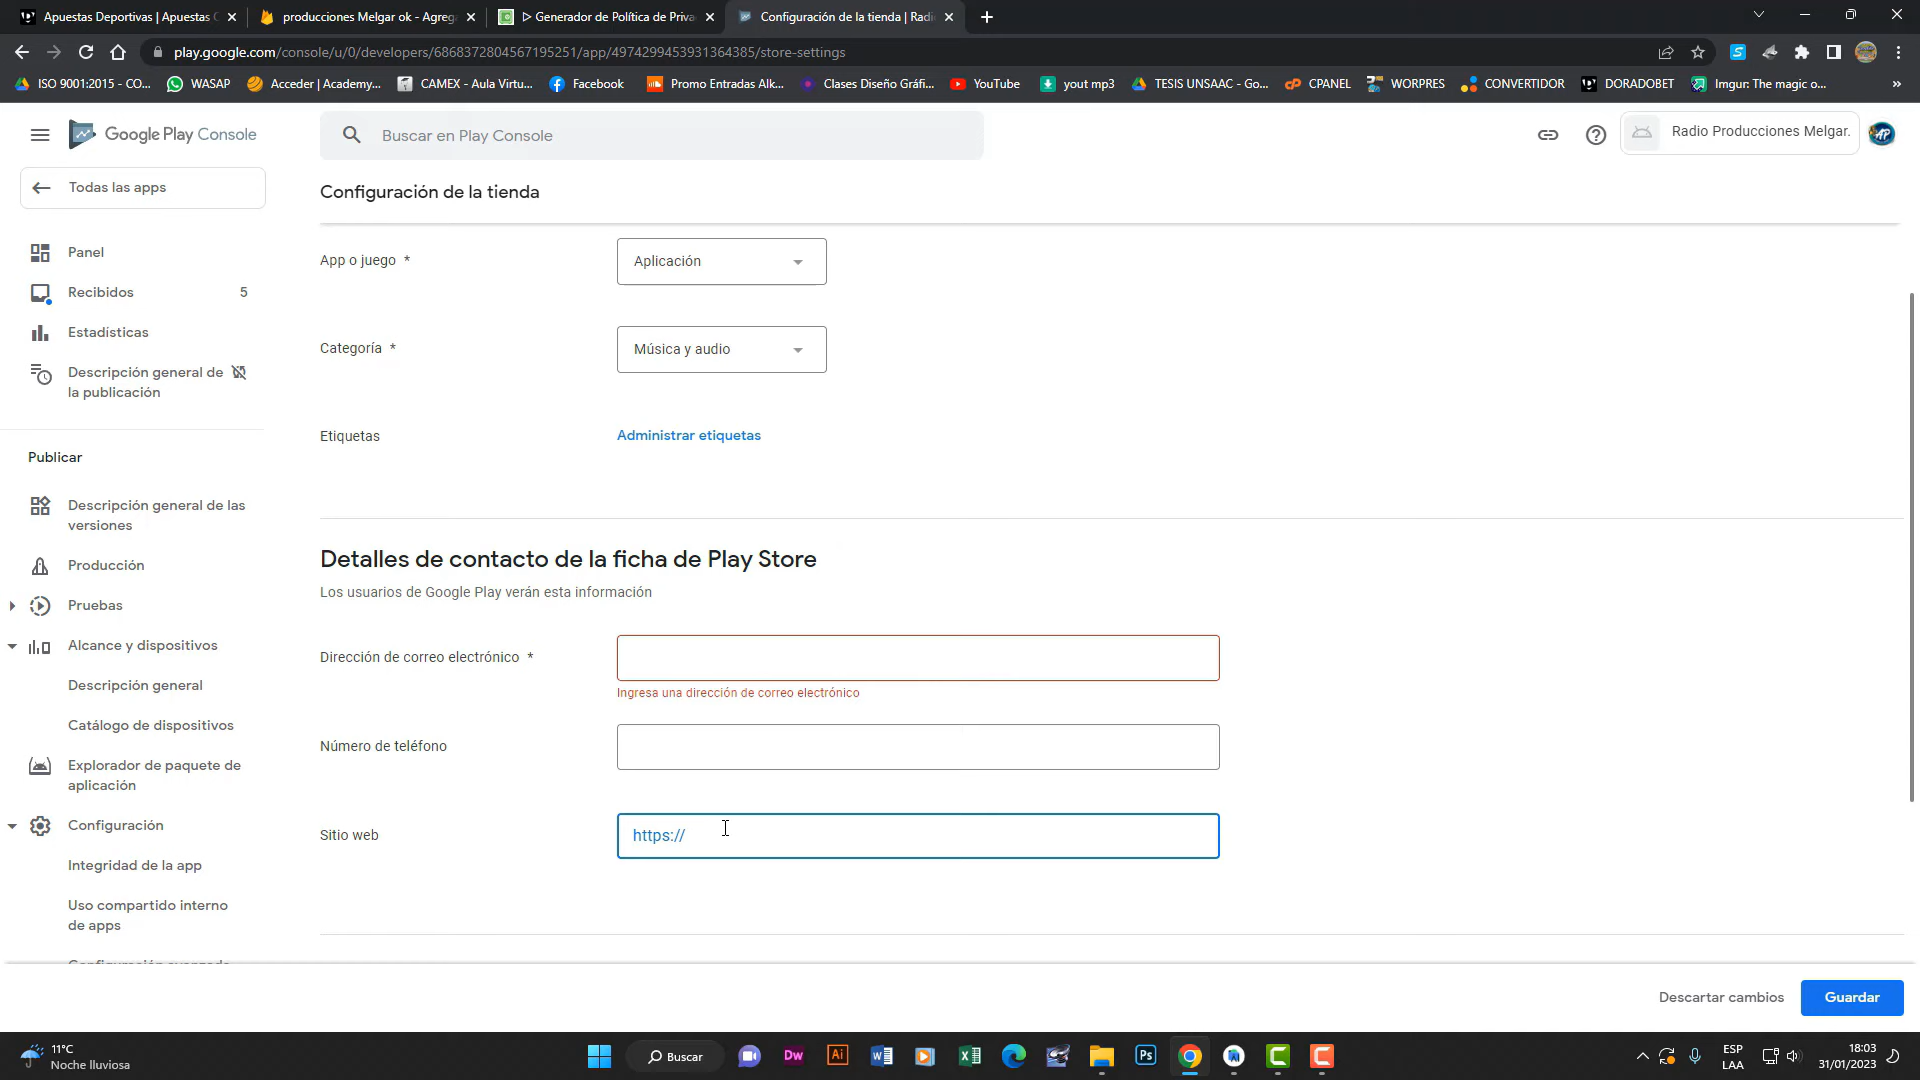 Apuestas Deportivas | Apuestas
producciones Melgar ok - Agreg
▷ Generador de Política de Priva
Configuración de la tienda | Radi
play.google.com/console/u/0/developers/6868372804567195251/app/4974299453931364385/store-settings
ISO 9001:2015 - CO...
WASAP
Acceder | Academy...
CAMEX - Aula Virtu...
Facebook
Promo Entradas Alk...
Clases Diseño Gráfi...
YouTube
yout mp3
TESIS UNSAAC - Go...
CPANEL
WORPRES
CONVERTIDOR
DORADOBET
Imgur: The magic o...
Google Play Console
Buscar en Play Console
Radio Producciones Melgar.
Todas las apps
Configuración de la tienda
Panel
Recibidos 5
Estadísticas
Descripción general de
la publicación
Publicar
Descripción general de las
versiones
Producción
Pruebas
Alcance y dispositivos
Descripción general
Catálogo de dispositivos
Explorador de paquete de
aplicación
Configuración
Integridad de la app
Uso compartido interno
de apps
Configuración avanzada
App o juego *
Aplicación
Categoría *
Música y audio
Etiquetas
Administrar etiquetas
Detalles de contacto de la ficha de Play Store
Los usuarios de Google Play verán esta información
Dirección de correo electrónico *
Ingresa una dirección de correo electrónico
Número de teléfono
Sitio web
https://
Descartar cambios
Guardar
11°C
Noche lluviosa
Buscar
Dw
Ai
Ps
ESP
LAA
18:03
31/01/2023